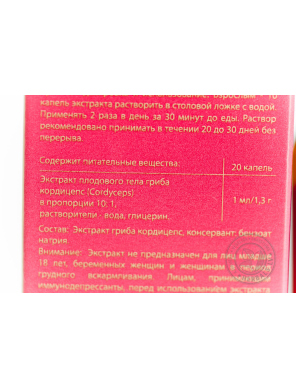 Взрослым - 10
капель экстракта растворить в столовой ложке с водой.
Применять 2 раза в день за 30 минут до еды. Раствор
рекомендовано принимать в течении 20 до 30 дней без
перерыва.
Содержит питательные вещества: 20 капель
Экстракт плодового тела гриба
кордицепс (Cordyceps)
в пропорции 10: 1, 1 мл/1,3 г
растворители - вода, глицерин.
Состав: Экстракт гриба кордицепс, консервант: бензоат
натрия.
Внимание: Экстракт не предназначен для лиц младше
18 лет, беременных женщин и женщинам в период
грудного вскармливания. Лицам, принимающим
иммунодепрессанты, перед использованием экстракта